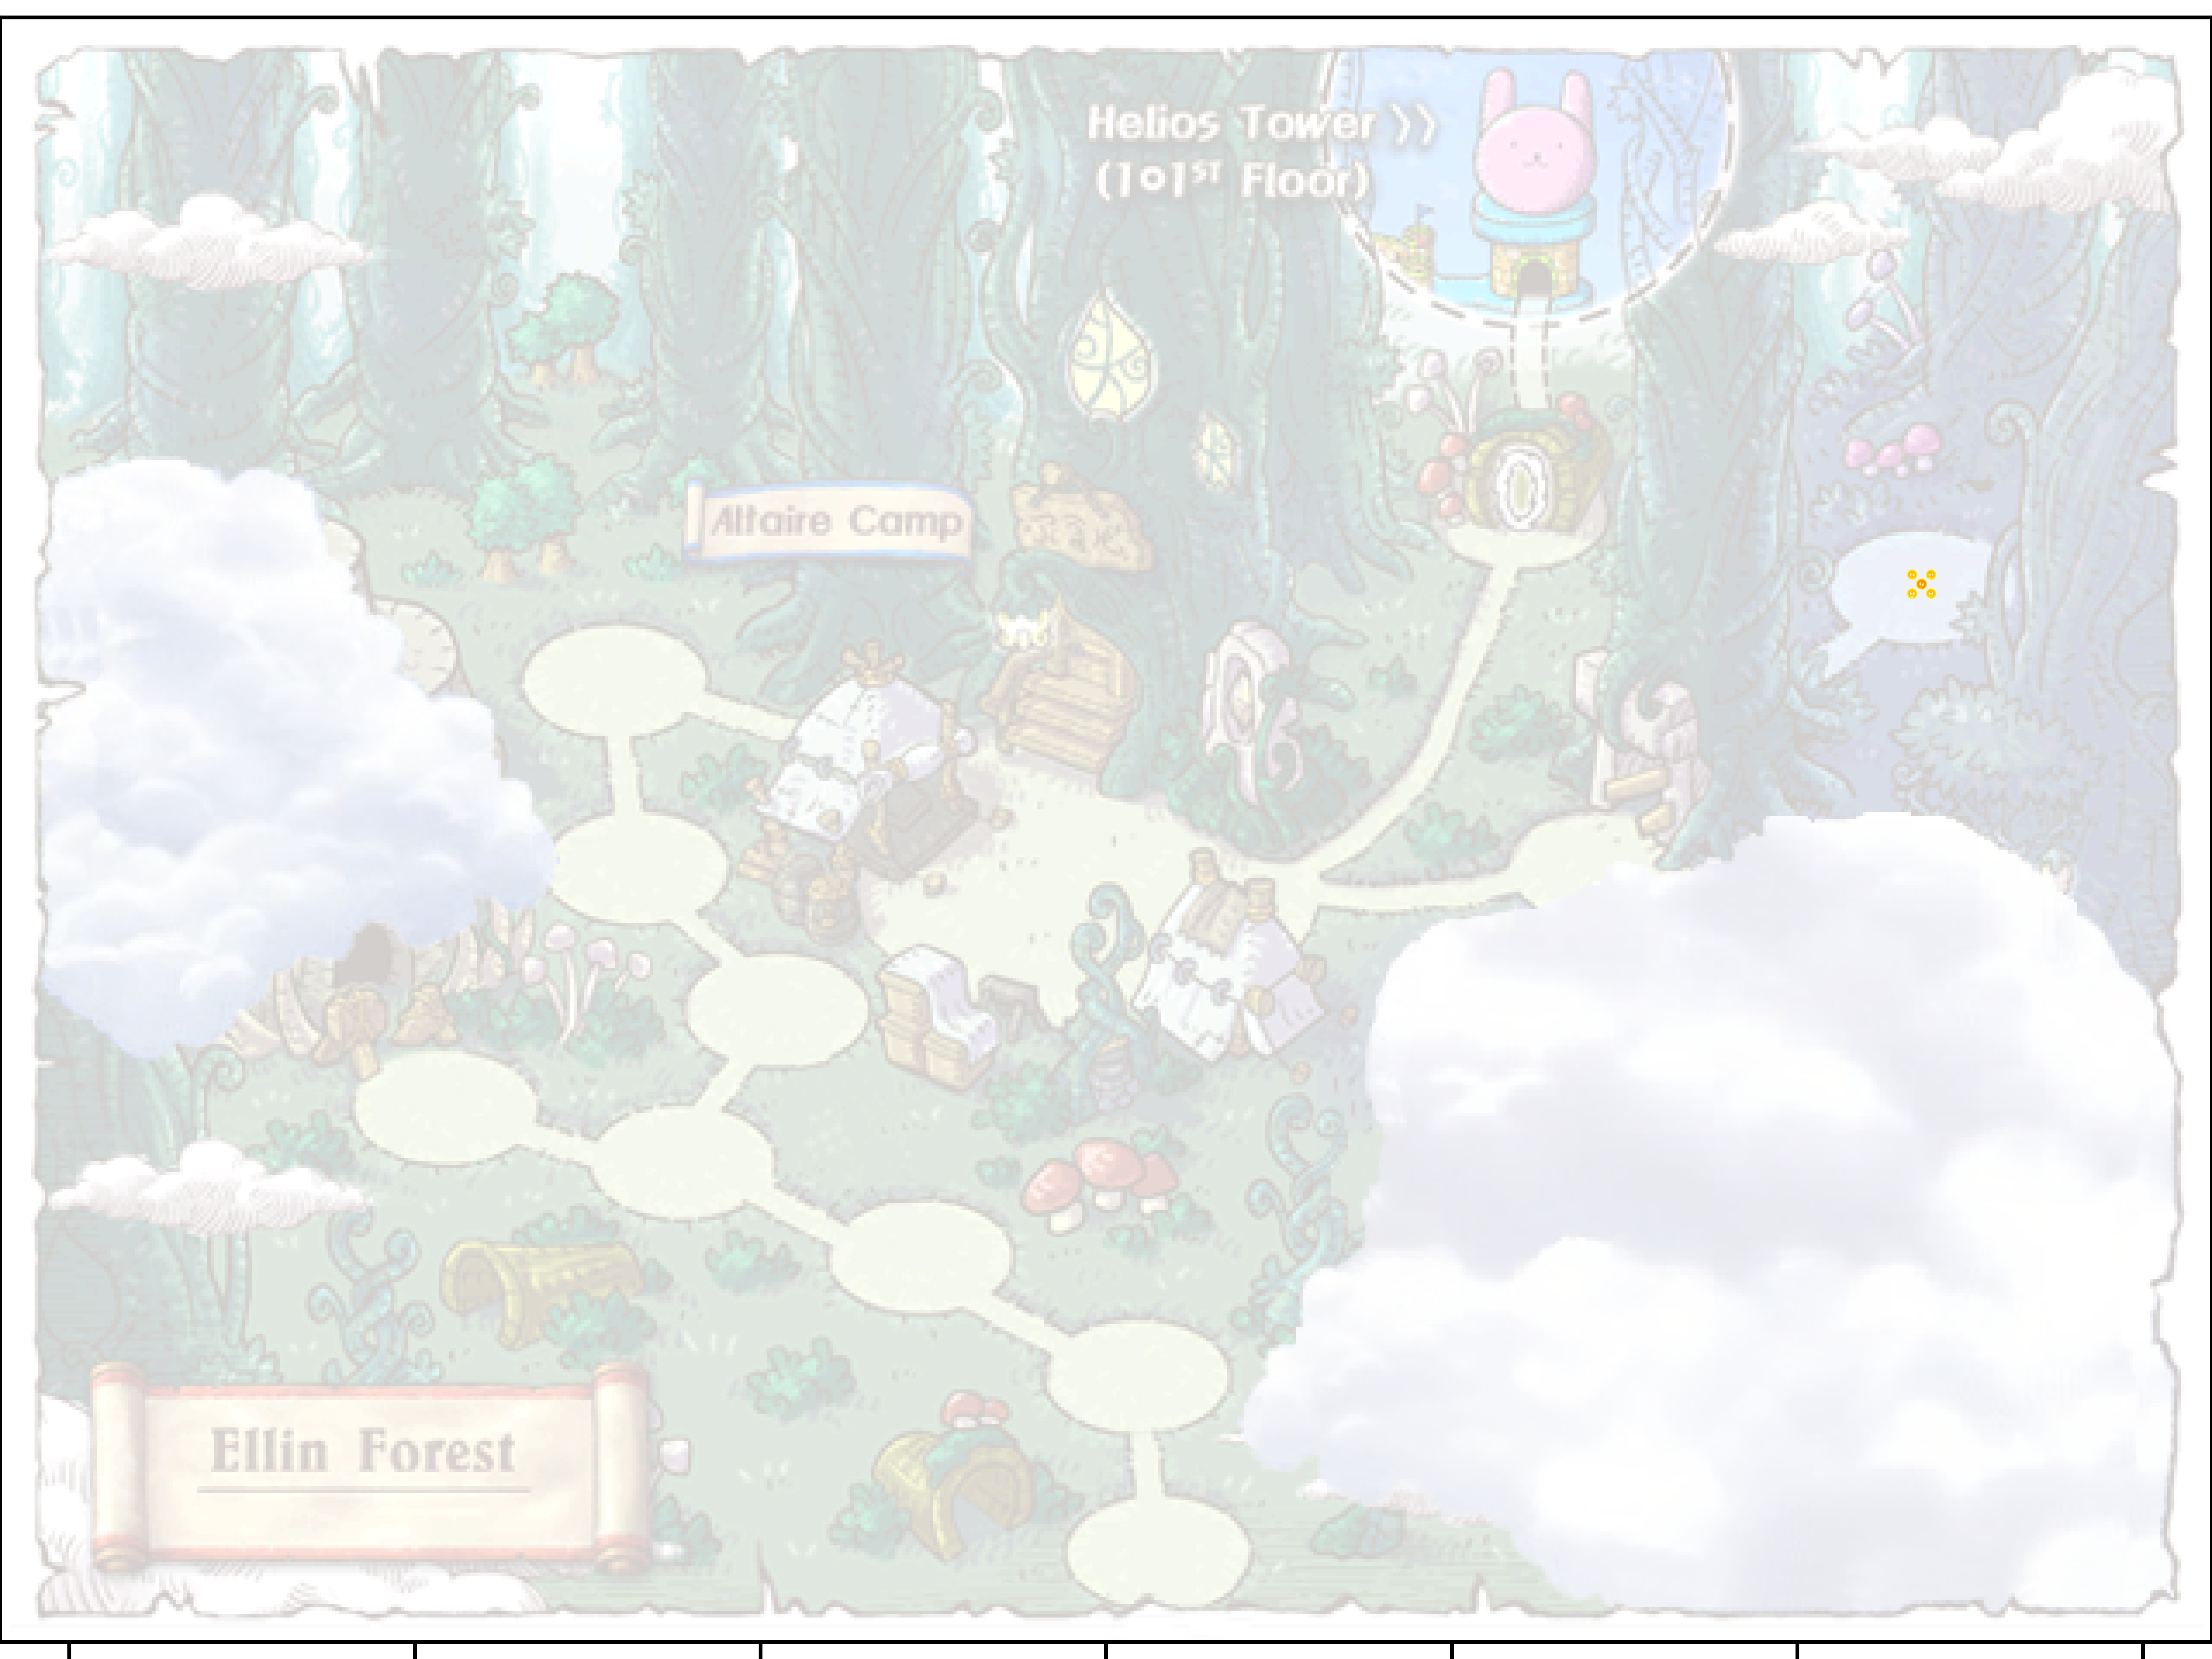 Helios Tower >>
(101ST Floor)
Altaire Camp
Ellin Forest